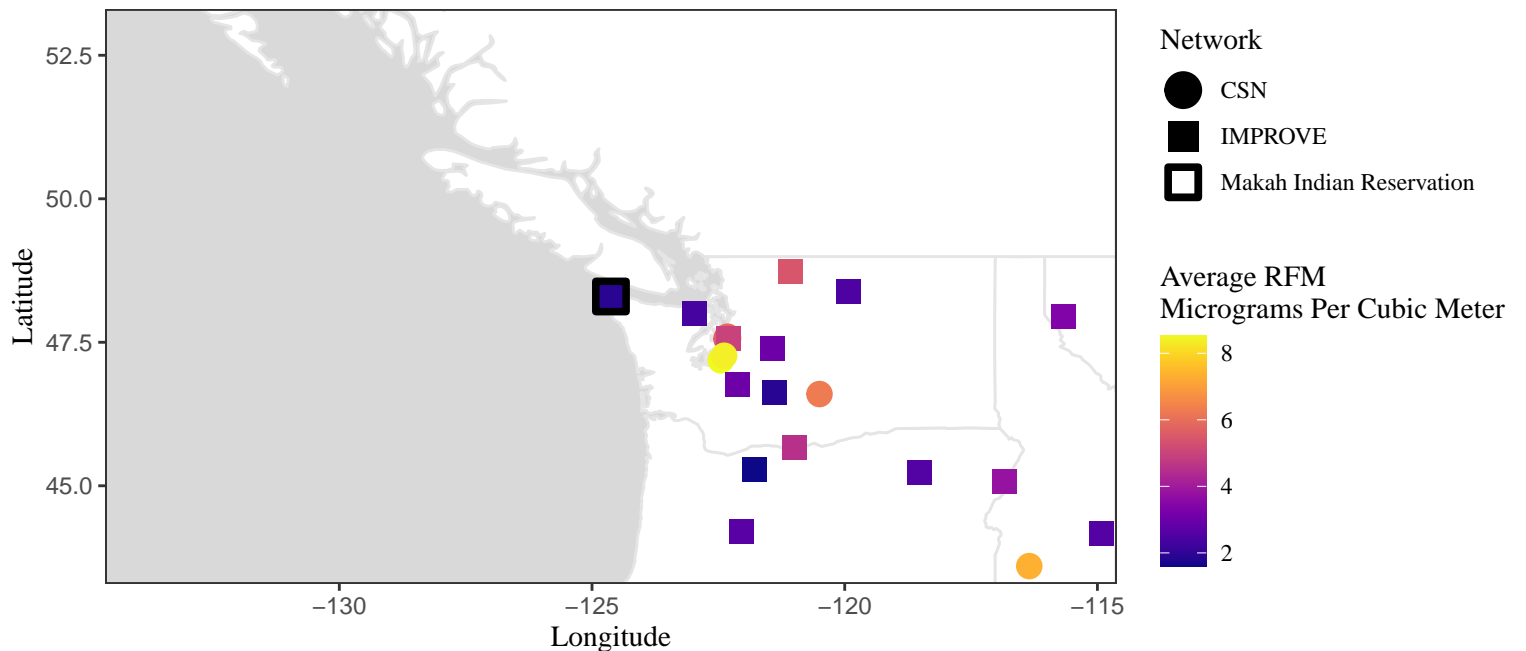 52.5
50.0
47.5
45.0
Latitude
−130
−125
−120
−115
Longitude
Network
CSN
IMPROVE
Makah Indian Reservation
Average RFM
Micrograms Per Cubic Meter
8
6
4
2